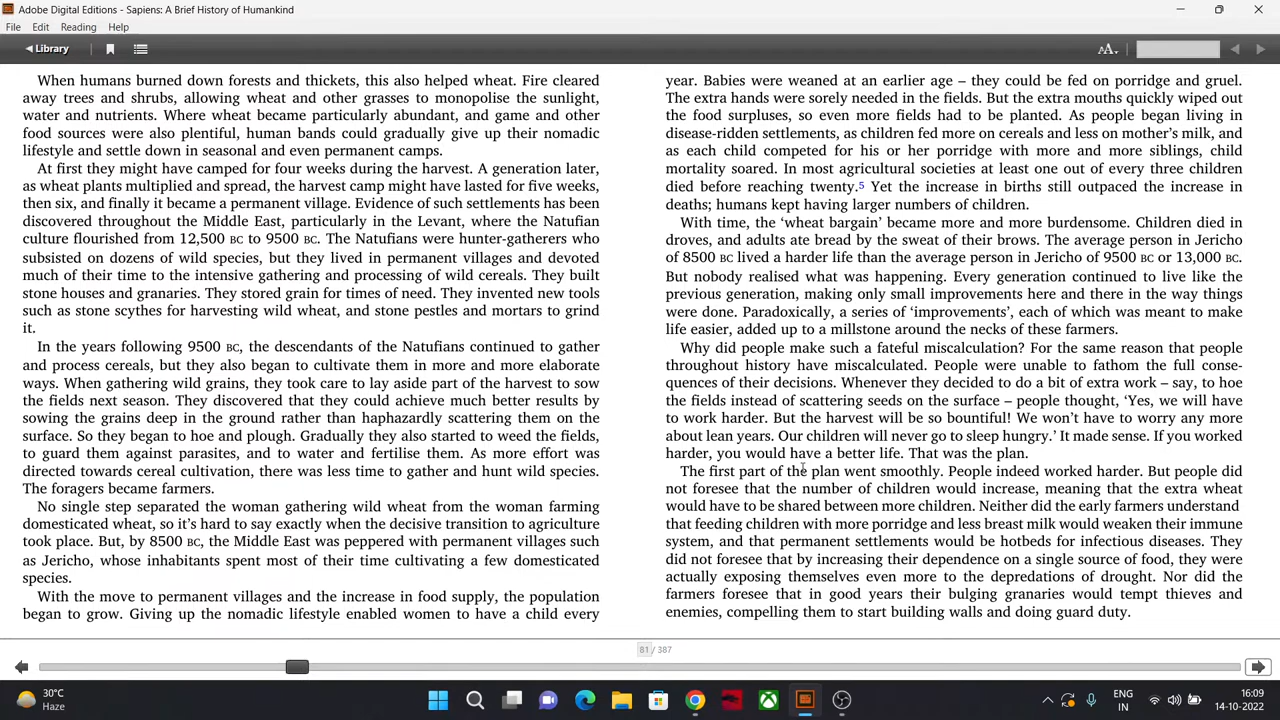 Adobe Digital Editions - Sapiens: A Brief History of Humankind
File Edit Reading Help
Library
AA
When humans burned down forests and thickets, this also helped wheat. Fire cleared
away trees and shrubs, allowing wheat and other grasses to monopolise the sunlight,
water and nutrients. Where wheat became particularly abundant, and game and other
food sources were also plentiful, human bands could gradually give up their nomadic
lifestyle and settle down in seasonal and even permanent camps.
At first they might have camped for four weeks during the harvest. A generation later,
as wheat plants multiplied and spread, the harvest camp might have lasted for five weeks,
then six, and finally it became a permanent village. Evidence of such settlements has been
discovered throughout the Middle East, particularly in the Levant, where the Natufian
culture flourished from 12,500 BC to 9500 BC. The Natufians were hunter-gatherers who
subsisted on dozens of wild species, but they lived in permanent villages and devoted
much of their time to the intensive gathering and processing of wild cereals. They built
stone houses and granaries. They stored grain for times of need. They invented new tools
such as stone scythes for harvesting wild wheat, and stone pestles and mortars to grind
it.
In the years following 9500 BC, the descendants of the Natufians continued to gather
and process cereals, but they also began to cultivate them in more and more elaborate
ways. When gathering wild grains, they took care to lay aside part of the harvest to sow
the fields next season. They discovered that they could achieve much better results by
sowing the grains deep in the ground rather than haphazardly scattering them on the
surface. So they began to hoe and plough. Gradually they also started to weed the fields,
to guard them against parasites, and to water and fertilise them. As more effort was
directed towards cereal cultivation, there was less time to gather and hunt wild species.
The foragers became farmers.
No single step separated the woman gathering wild wheat from the woman farming
domesticated wheat, so it's hard to say exactly when the decisive transition to agriculture
took place. But, by 8500 BC, the Middle East was peppered with permanent villages such
as Jericho, whose inhabitants spent most of their time cultivating a few domesticated
species.
With the move to permanent villages and the increase in food supply, the population
began to grow. Giving up the nomadic lifestyle enabled women to have a child every
year. Babies were weaned at an earlier age – they could be fed on porridge and gruel.
The extra hands were sorely needed in the fields. But the extra mouths quickly wiped out
the food surpluses, so even more fields had to be planted. As people began living in
disease-ridden settlements, as children fed more on cereals and less on mother's milk, and
as each child competed for his or her porridge with more and more siblings, child
mortality soared. In most agricultural societies at least one out of every three children
died before reaching twenty.5 Yet the increase in births still outpaced the increase in
deaths; humans kept having larger numbers of children.
With time, the ‘wheat bargain’ became more and more burdensome. Children died in
droves, and adults ate bread by the sweat of their brows. The average person in Jericho
of 8500 BC lived a harder life than the average person in Jericho of 9500 BC or 13,000 BC.
But nobody realised what was happening. Every generation continued to live like the
previous generation, making only small improvements here and there in the way things
were done. Paradoxically, a series of ‘improvements’, each of which was meant to make
life easier, added up to a millstone around the necks of these farmers.
Why did people make such a fateful miscalculation? For the same reason that people
throughout history have miscalculated. People were unable to fathom the full conse-
quences of their decisions. Whenever they decided to do a bit of extra work – say, to hoe
the fields instead of scattering seeds on the surface – people thought, ‘Yes, we will have
to work harder. But the harvest will be so bountiful! We won't have to worry any more
about lean years. Our children will never go to sleep hungry.’ It made sense. If you worked
harder, you would have a better life. That was the plan.
The first part of the plan went smoothly. People indeed worked harder. But people did
not foresee that the number of children would increase, meaning that the extra wheat
would have to be shared between more children. Neither did the early farmers understand
that feeding children with more porridge and less breast milk would weaken their immune
system, and that permanent settlements would be hotbeds for infectious diseases. They
did not foresee that by increasing their dependence on a single source of food, they were
actually exposing themselves even more to the depredations of drought. Nor did the
farmers foresee that in good years their bulging granaries would tempt thieves and
enemies, compelling them to start building walls and doing guard duty.
81 / 387
30°C
Haze
ENG
IN
16:09
14-10-2022